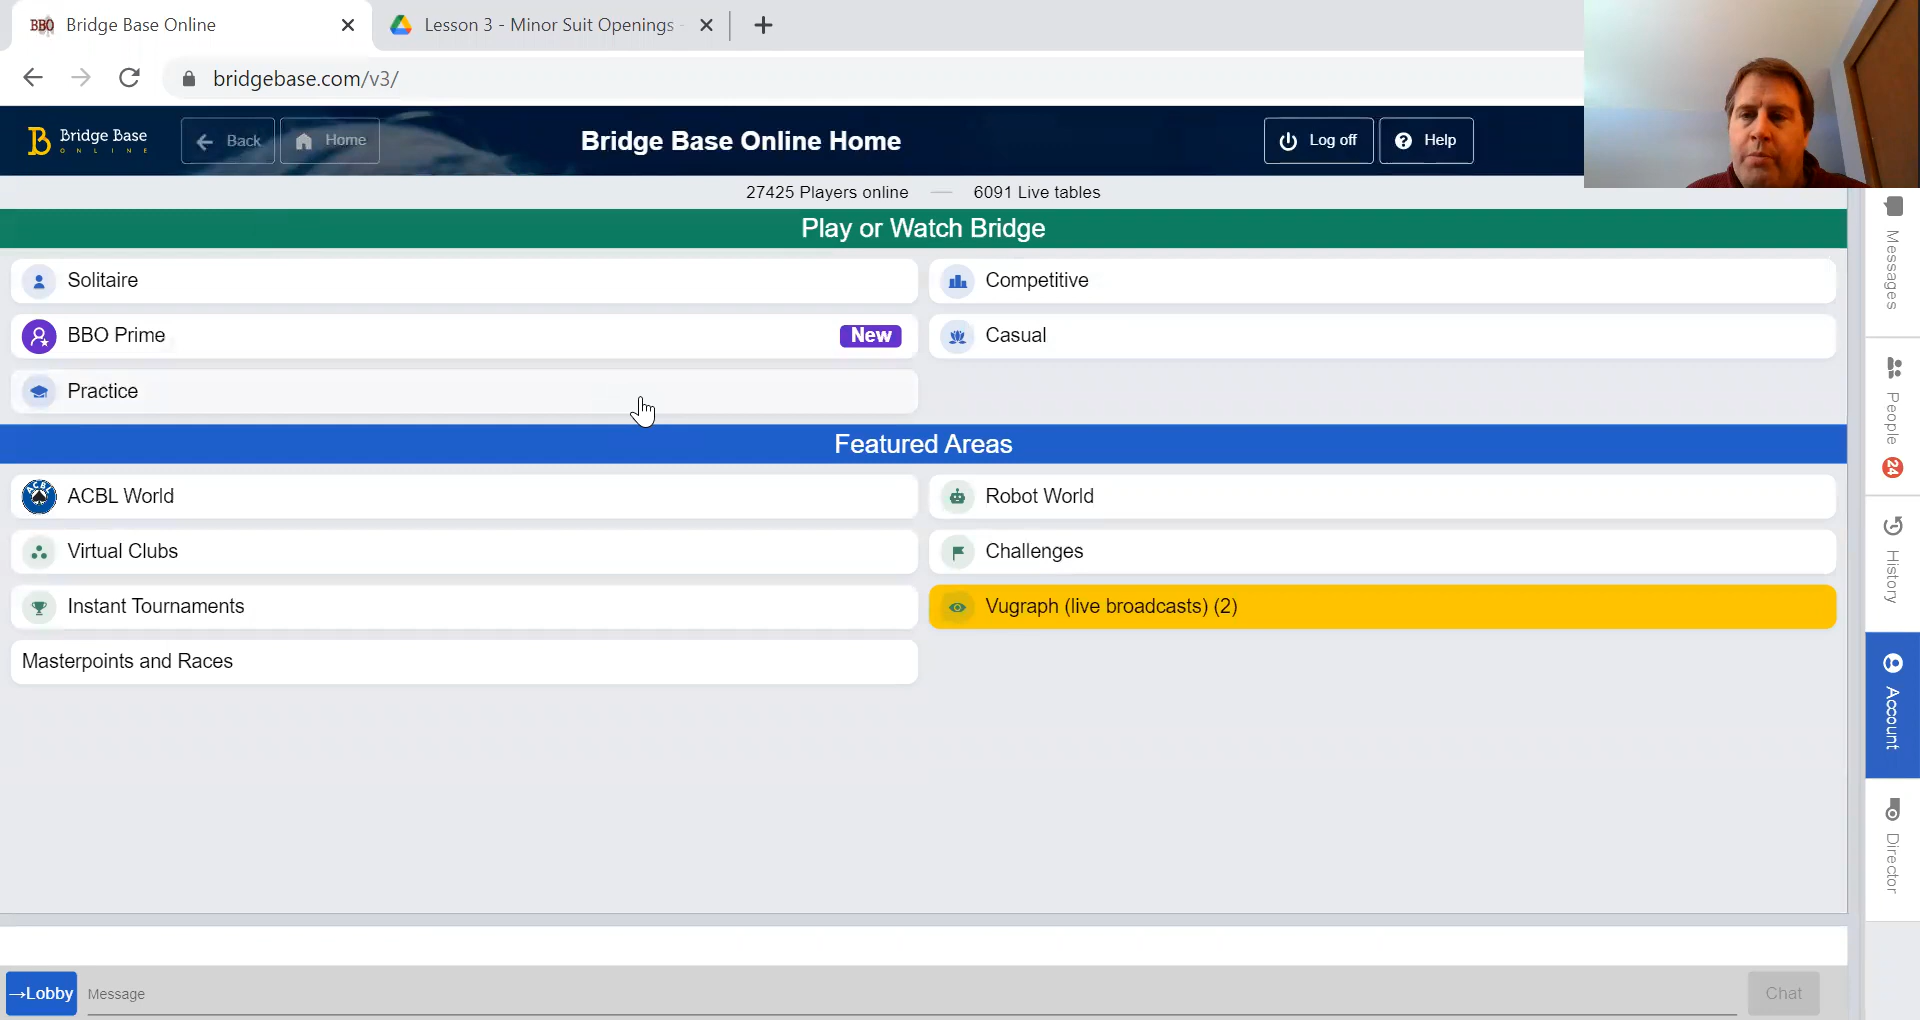 BBO Bridge Base Online
Lesson 3 - Minor Suit Openings -
bridgebase.com/v3/
Bridge Base
ONLINE
Back
Home
Bridge Base Online Home
Log off
Help
27425 Players online — 6091 Live tables
Play or Watch Bridge
Solitaire
Competitive
BBO Prime
New
Casual
Practice
Featured Areas
ACBL World
Robot World
Virtual Clubs
Challenges
Instant Tournaments
Vugraph (live broadcasts) (2)
Masterpoints and Races
Messages
People
24
History
Account
Director
→Lobby
Message
Chat